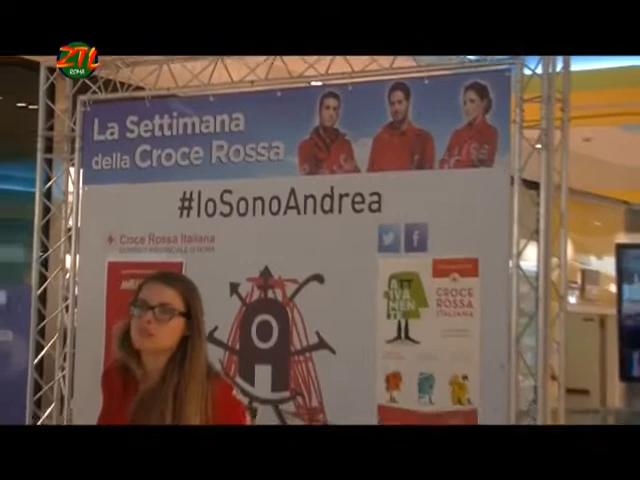 ZTL
ROMA
La Settimana
della Croce Rossa
#IoSonoAndrea
Croce Rossa Italiana
CROCE
ROSSA
ITALIANA